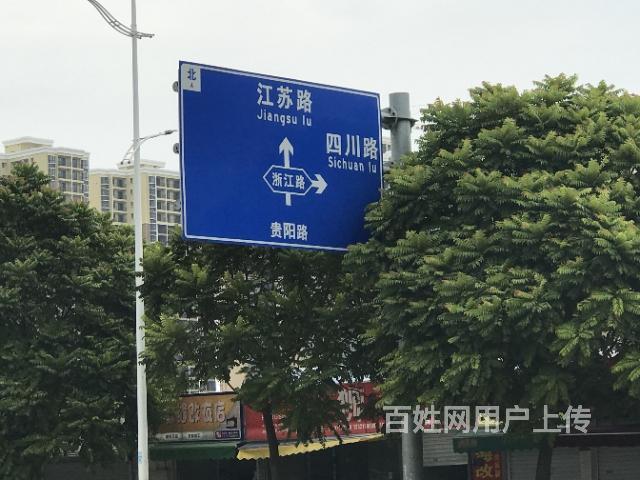 北
江苏路
Jiangsu lu
四川路
Sichuan lu
浙江路
贵阳路
百姓网用户上传